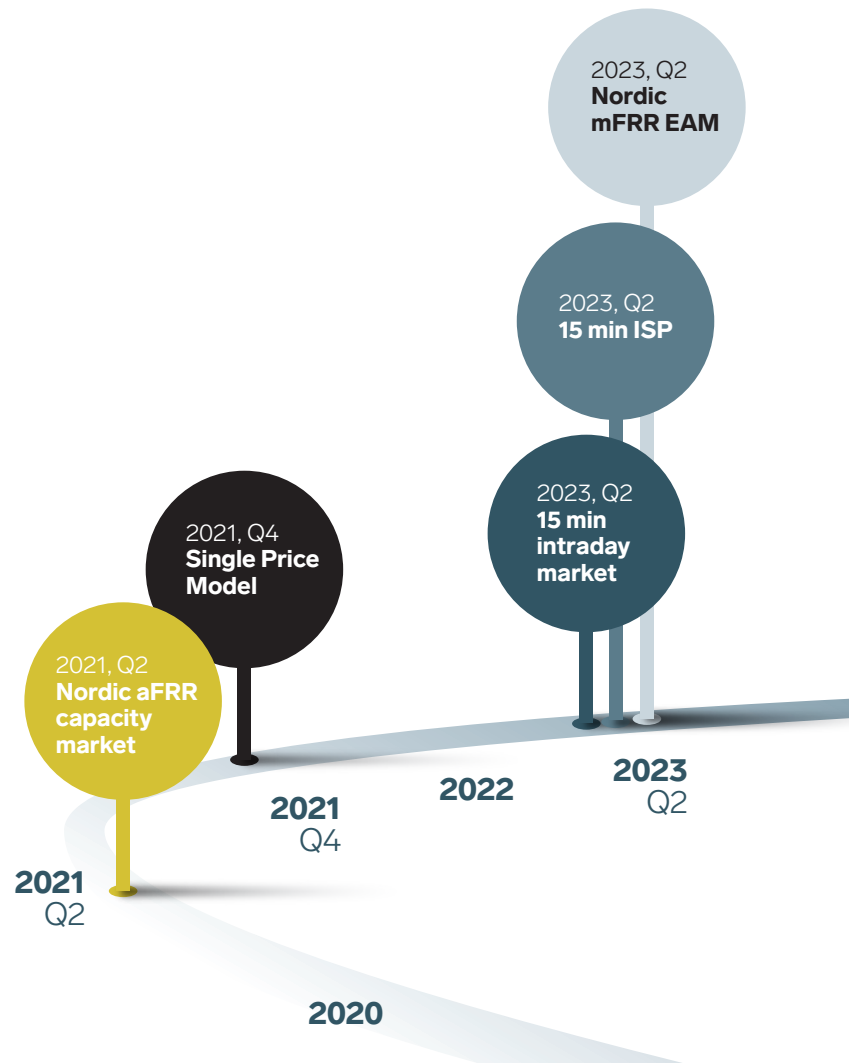 2023, Q2
Nordic
mFRR EAM
2023, Q2
15 min ISP
2023, Q2
15 min
intraday
market
2021, Q4
Single Price
Model
2021, Q2
Nordic aFRR
capacity
market
2023
Q2
2022
2021
Q4
2021
Q2
2020